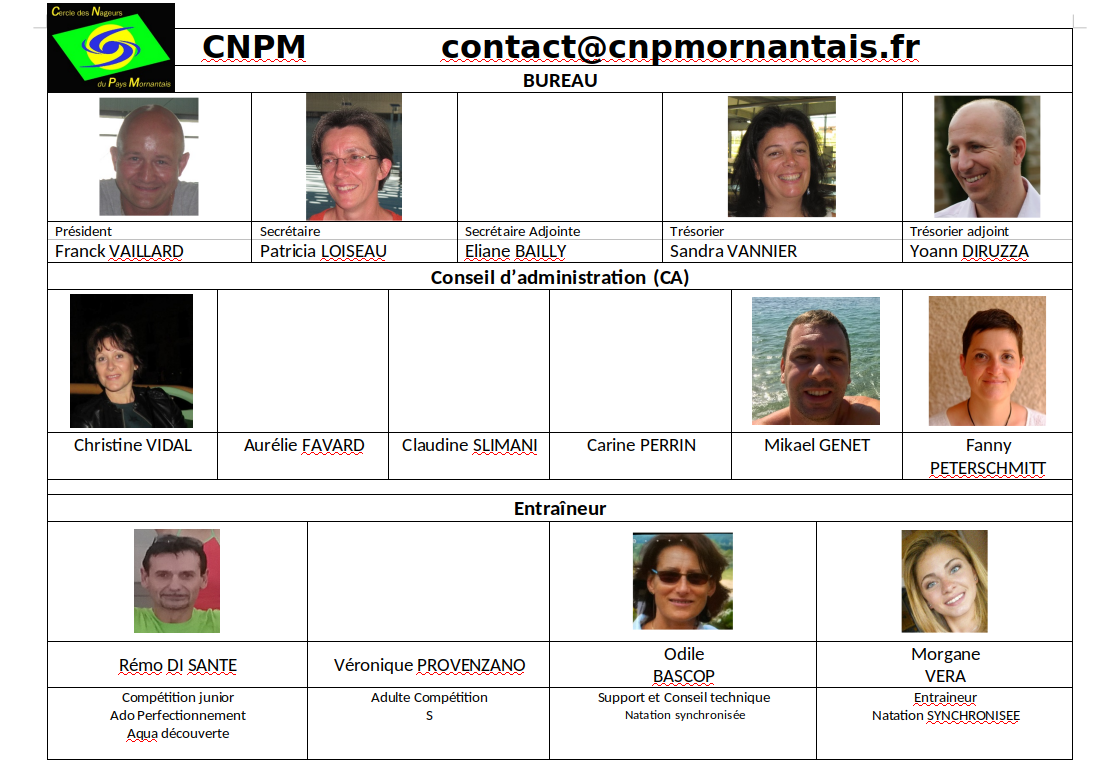 Cercle des Nageurs
du Pays Mornantais
CNPM contact@cnpmornantais.fr
BUREAU
Président Secrétaire Secrétaire Adjointe Trésorier Trésorier adjoint
Franck VAILLARD Patricia LOISEAU Eliane BAILLY Sandra VANNIER Yoann DIRUZZA
Conseil d’administration (CA)
Christine VIDAL Aurélie FAVARD Claudine SLIMANI Carine PERRIN Mikael GENET Fanny
PETERSCHMITT
Entraîneur
Rémo DI SANTE Véronique PROVENZANO Odile
BASCOP
Morgane
VERA
Compétition junior
Ado Perfectionnement
Aqua découverte
Adulte Compétition
S
Support et Conseil technique
Natation synchronisée
Entraineur
Natation SYNCHRONISEE